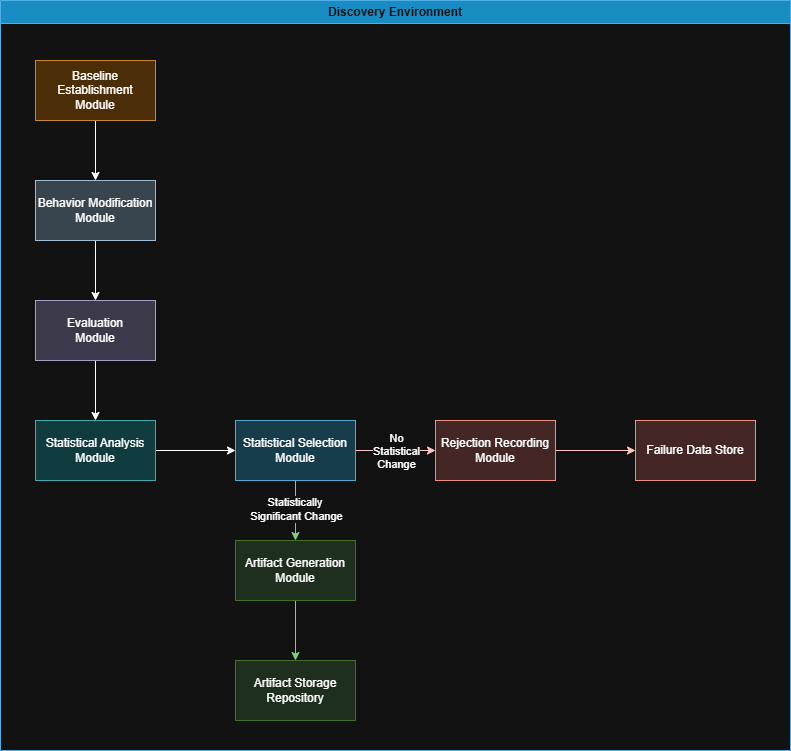 Discovery Environment
Baseline
Establishment
Module
Behavior Modification
Module
Evaluation
Module
Statistical Analysis
Module
Statistical Selection
Module
No
Statistical
Change
Rejection Recording
Module
Failure Data Store
Statistically
Significant Change
Artifact Generation
Module
Artifact Storage
Repository